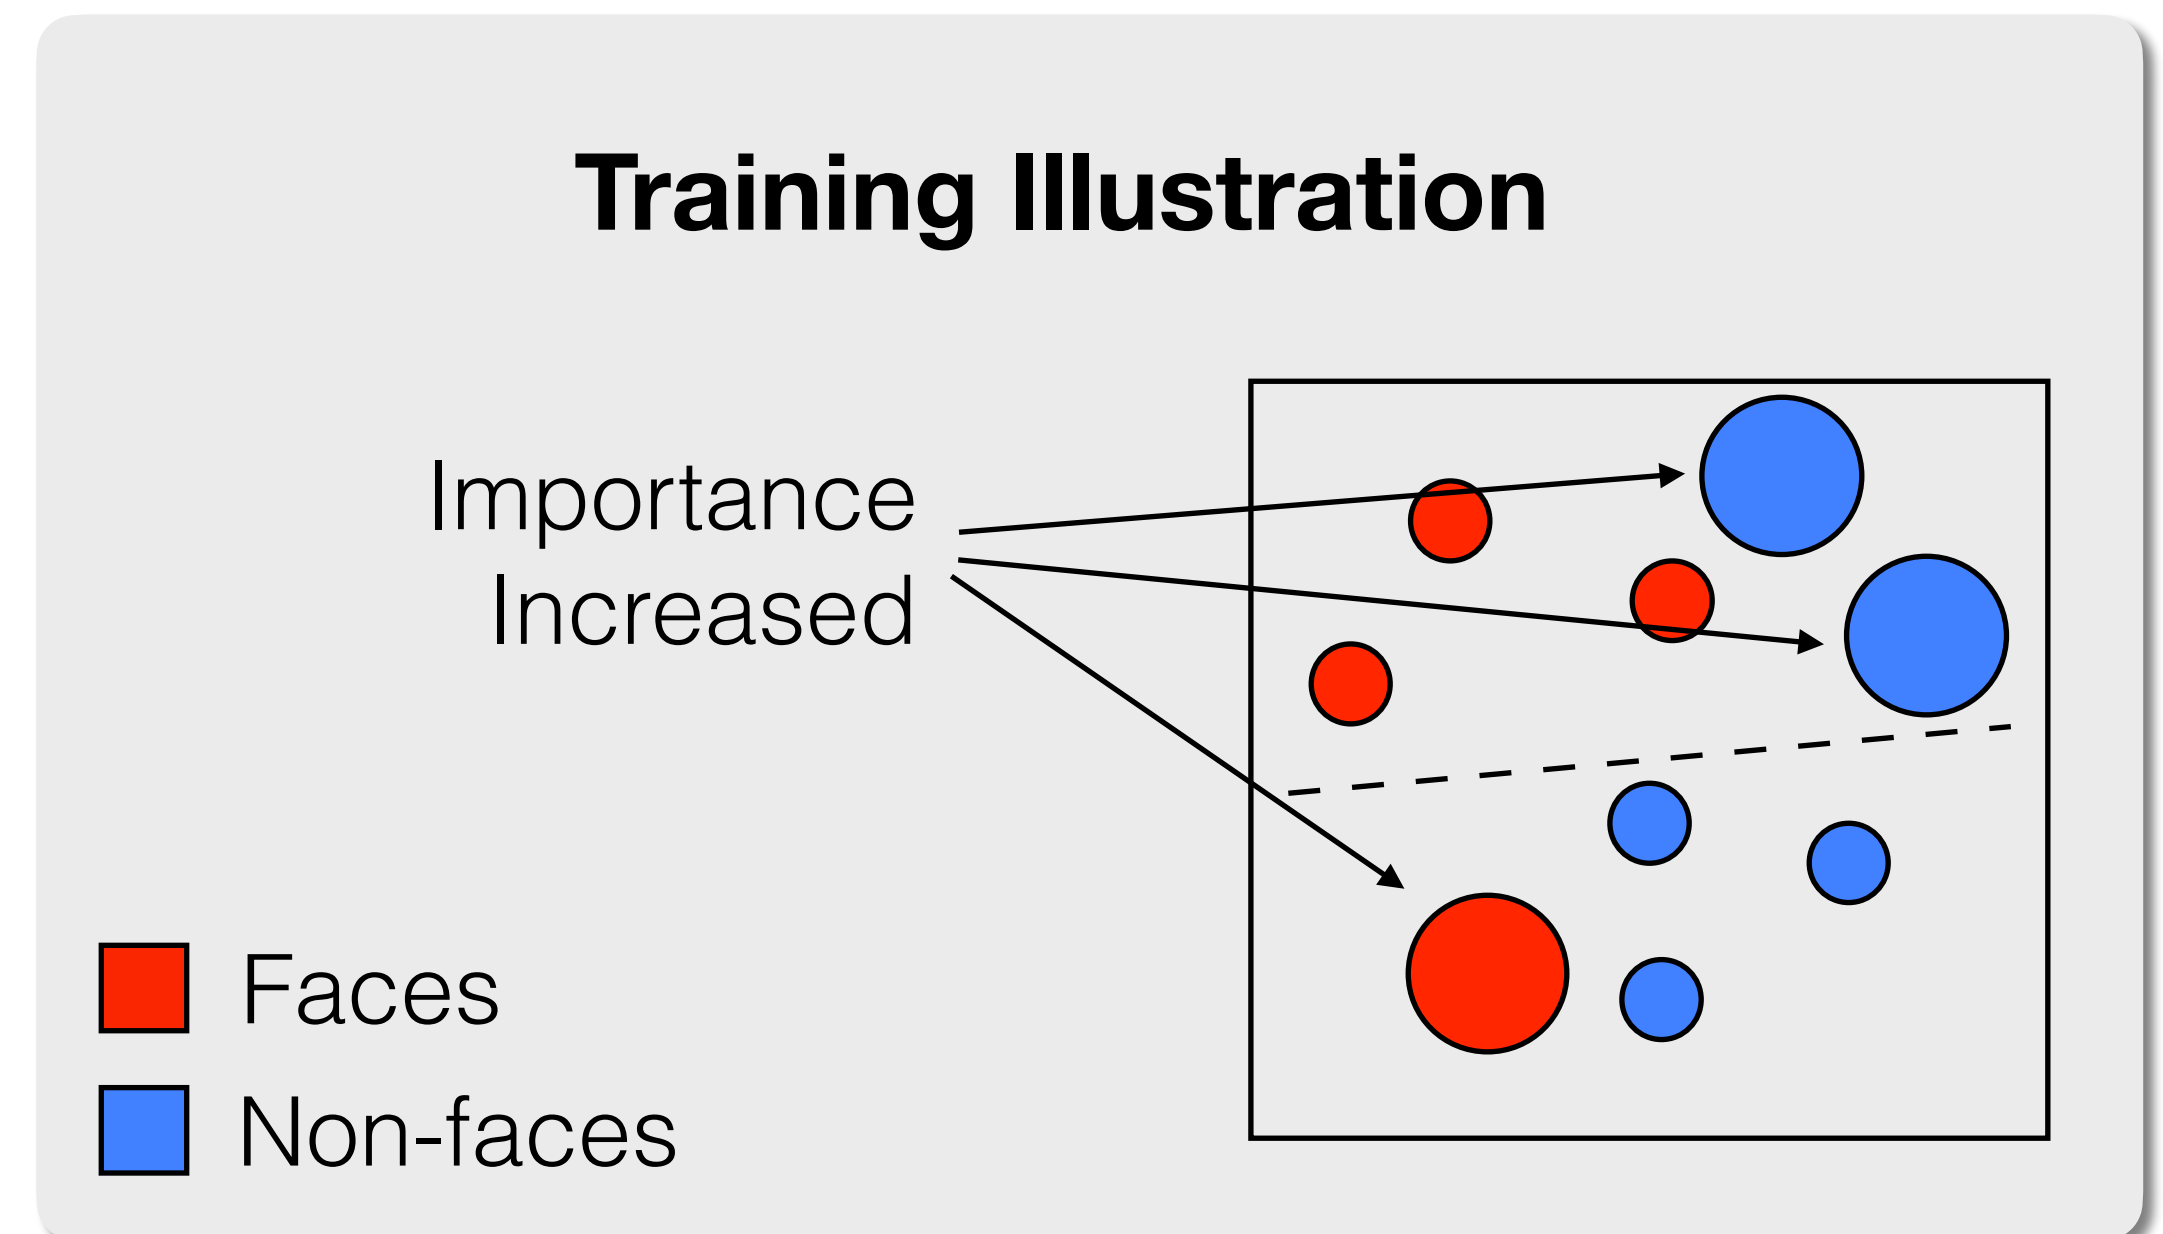 Training Illustration
Importance
Increased
Faces
Non-faces